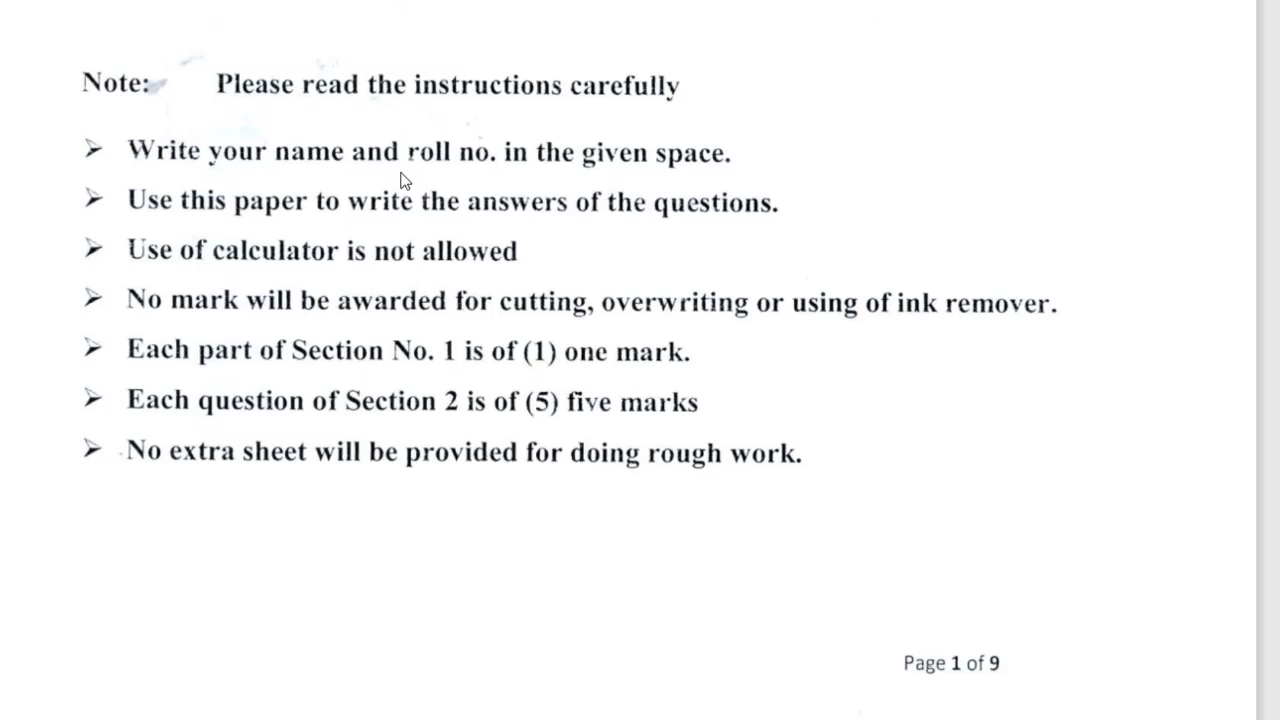 Note: Please read the instructions carefully
➢ Write your name and roll no. in the given space.
➢ Use this paper to write the answers of the questions.
➢ Use of calculator is not allowed
➢ No mark will be awarded for cutting, overwriting or using of ink remover.
➢ Each part of Section No. 1 is of (1) one mark.
➢ Each question of Section 2 is of (5) five marks
➢ No extra sheet will be provided for doing rough work.
Page 1 of 9